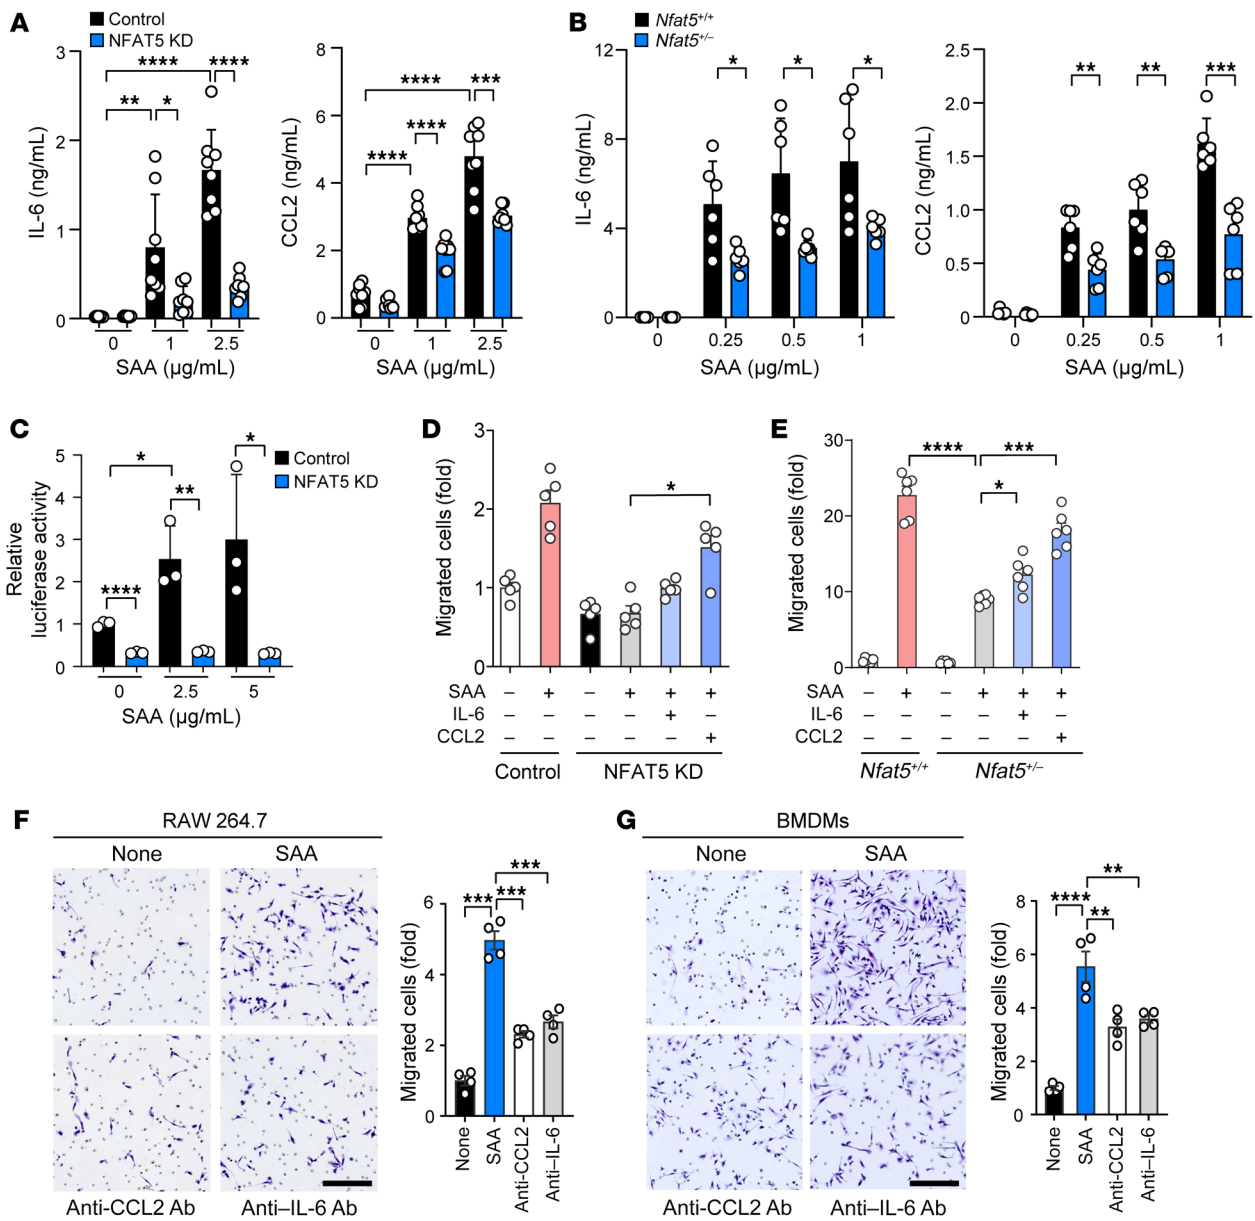 A
Control
NFAT5 KD
IL-6 (ng/mL)
3
2
1
0
**** ****
** *
0 1 2.5
SAA (µg/mL)
CCL2 (ng/mL)
8
6
4
2
0
**** ***
****
****
0 1 2.5
SAA (µg/mL)
B
Nfat5+/+
Nfat5+/–
IL-6 (ng/mL)
12
8
4
0
* * *
0 0.25 0.5 1
SAA (µg/mL)
CCL2 (ng/mL)
2.5
2.0
1.5
1.0
0.5
0
** ** ***
0 0.25 0.5 1
SAA (µg/mL)
C
Control
NFAT5 KD
Relative
luciferase activity
5
4
3
2
1
0
* *
**
****
0 2.5 5
SAA (µg/mL)
D
Migrated cells (fold)
3
2
1
0
*
SAA – + – + + +
IL-6 – – – – + –
CCL2 – – – – – +
Control NFAT5 KD
E
Migrated cells (fold)
30
20
10
0
**** ***
*
SAA – + – + + +
IL-6 – – – – + –
CCL2 – – – – – +
Nfat5+/+ Nfat5+/–
F
RAW 264.7
None SAA
Anti-CCL2 Ab Anti–IL-6 Ab
Migrated cells (fold)
6
4
2
0
***
*** ***
None
SAA
Anti-CCL2
Anti–IL-6
G
BMDMs
None SAA
Anti-CCL2 Ab Anti–IL-6 Ab
Migrated cells (fold)
8
6
4
2
0
**
**** **
None
SAA
Anti-CCL2
Anti–IL-6